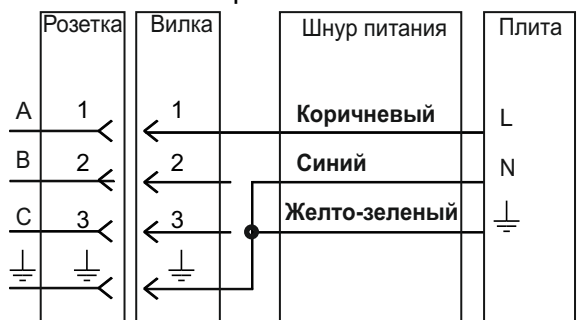 Розетка Вилка Шнур питания Плита
А 1 1 Коричневый L
В 2 2 Синий N
С 3 3 Желто-зеленый